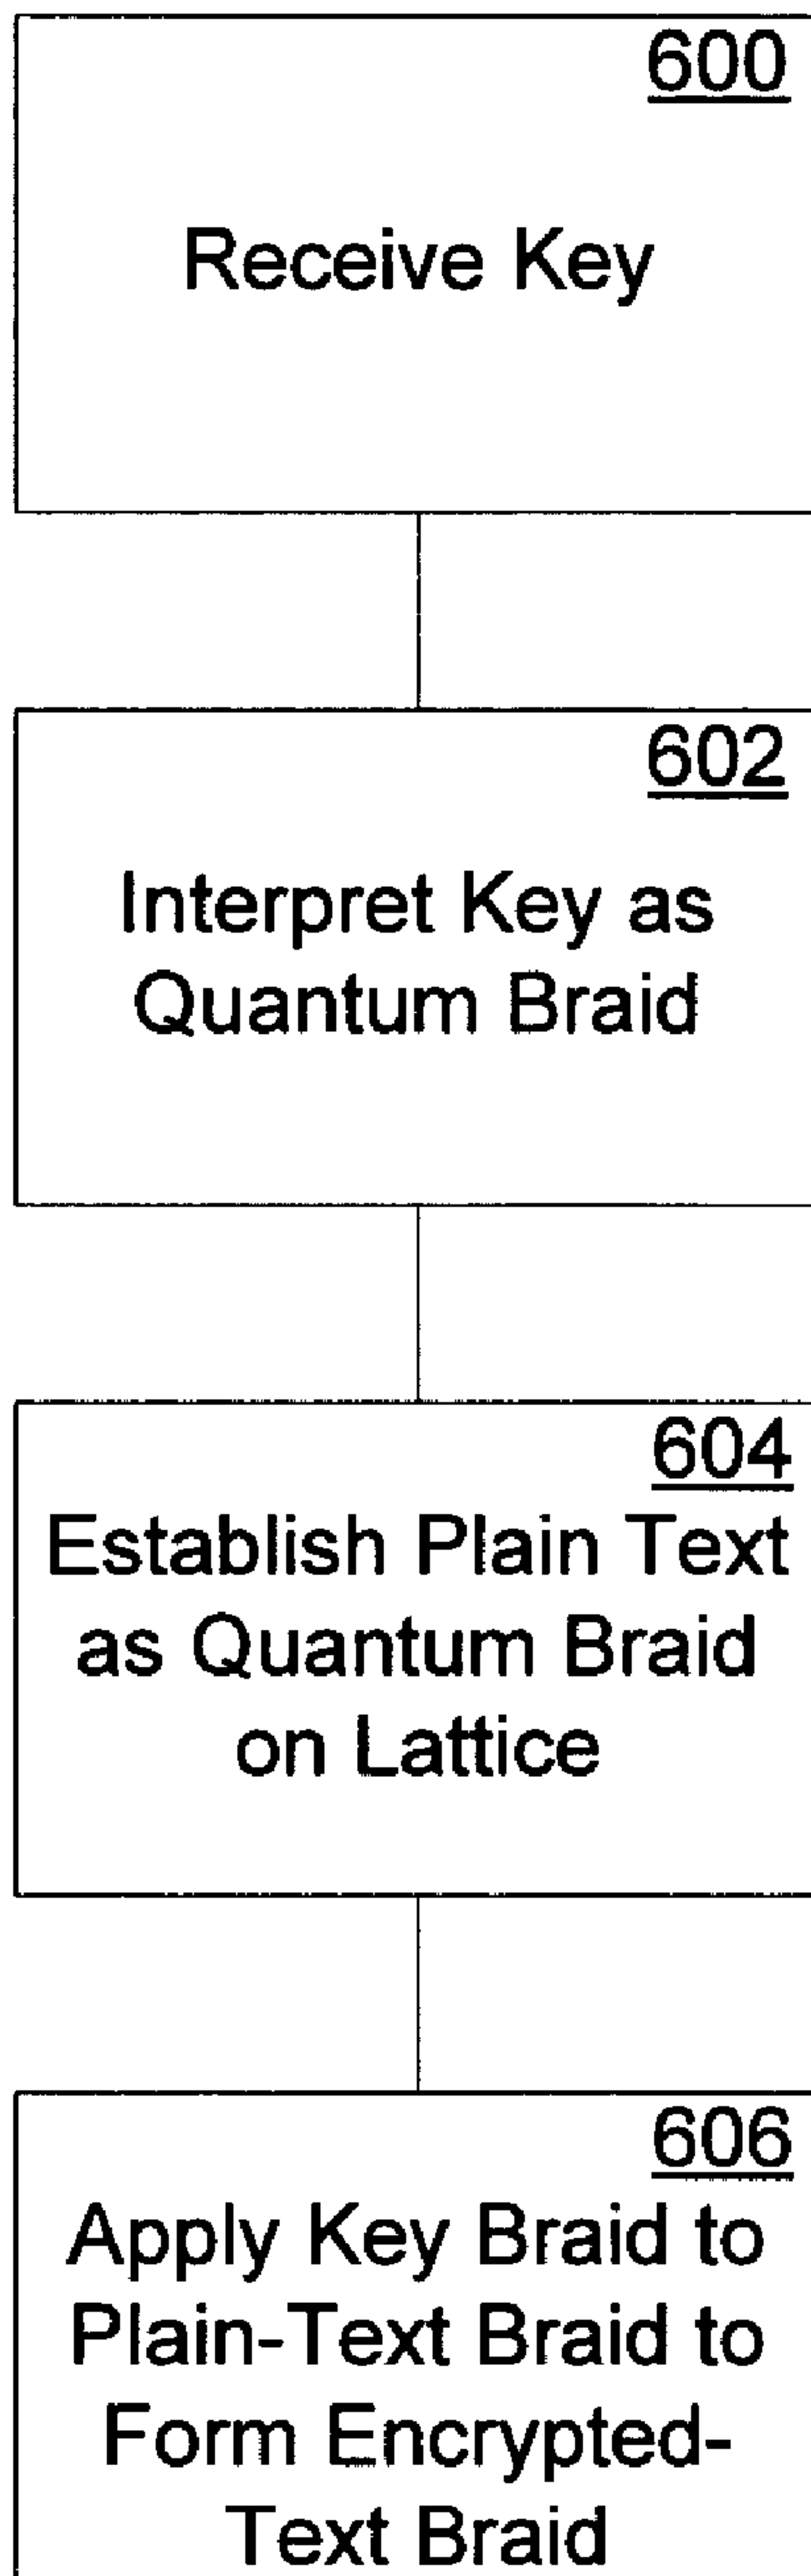 600
Receive Key
602
Interpret Key as
Quantum Braid
604
Establish Plain Text
as Quantum Braid
on Lattice
606
Apply Key Braid to
Plain-Text Braid to
Form Encrypted-
Text Braid